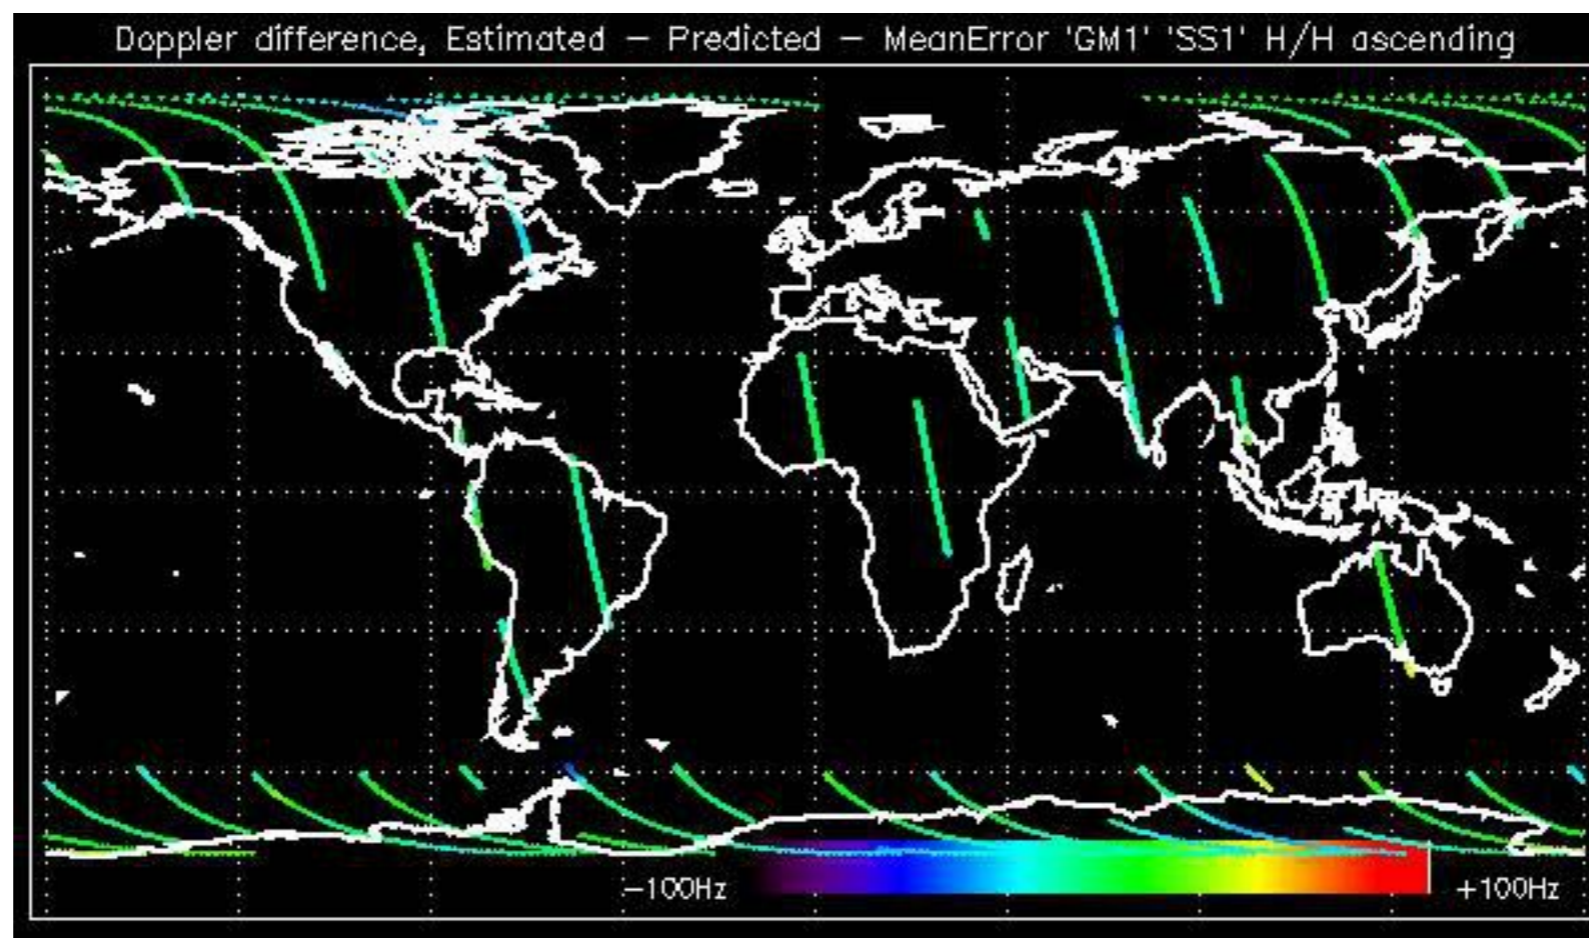 Doppler difference, Estimated − Predicted − MeanError 'GM1' 'SS1' H/H ascending
−100Hz +100Hz